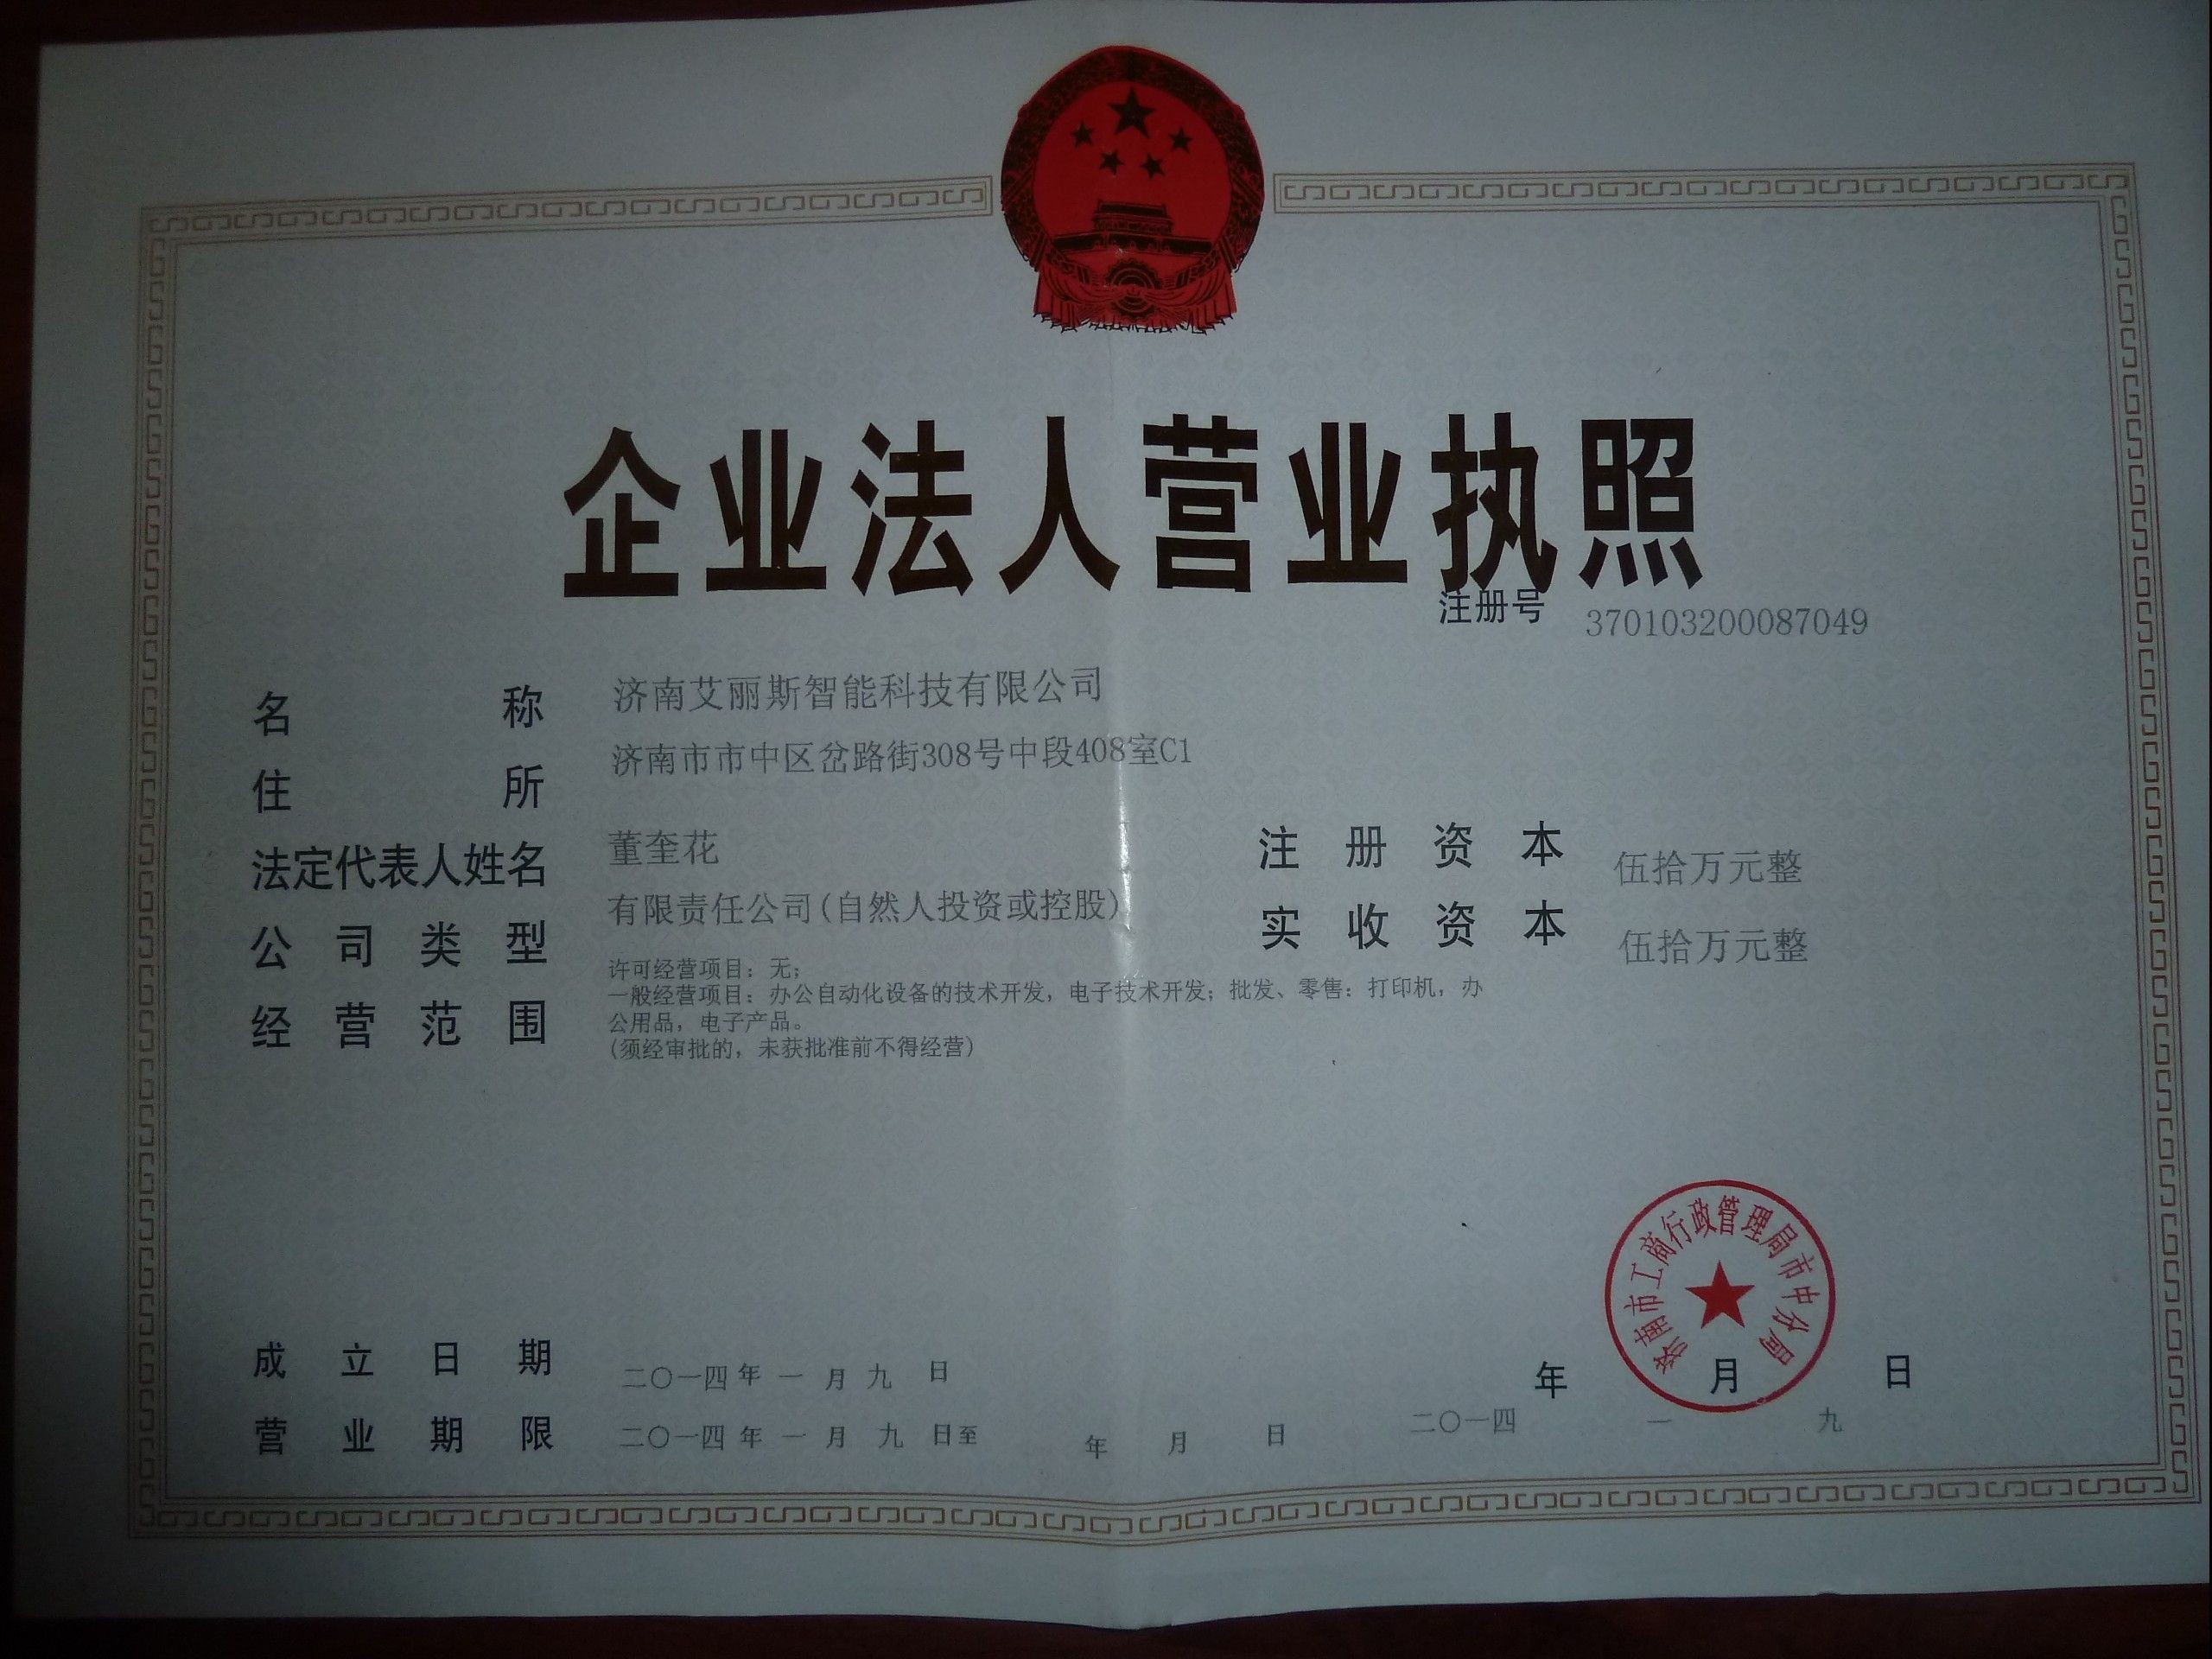 企业法人营业执照
注册号 370103200087049
名称 济南艾丽斯智能科技有限公司
住所 济南市市中区岔路街308号中段408室C1
法定代表人姓名 董奎花
注册资本 伍拾万元整
公司类型 有限责任公司(自然人投资或控股)
实收资本 伍拾万元整
经营范围 许可经营项目：无；
一般经营项目：办公自动化设备的技术开发，电子技术开发；批发、零售：打印机，办
公用品，电子产品。
(须经审批的，未获批准前不得经营)
成立日期 二〇一四年一月九日
营业期限 二〇一四年一月九日至 年 月 日
济南市工商行政管理局市中分局
年 月 日
二〇一四 一 九